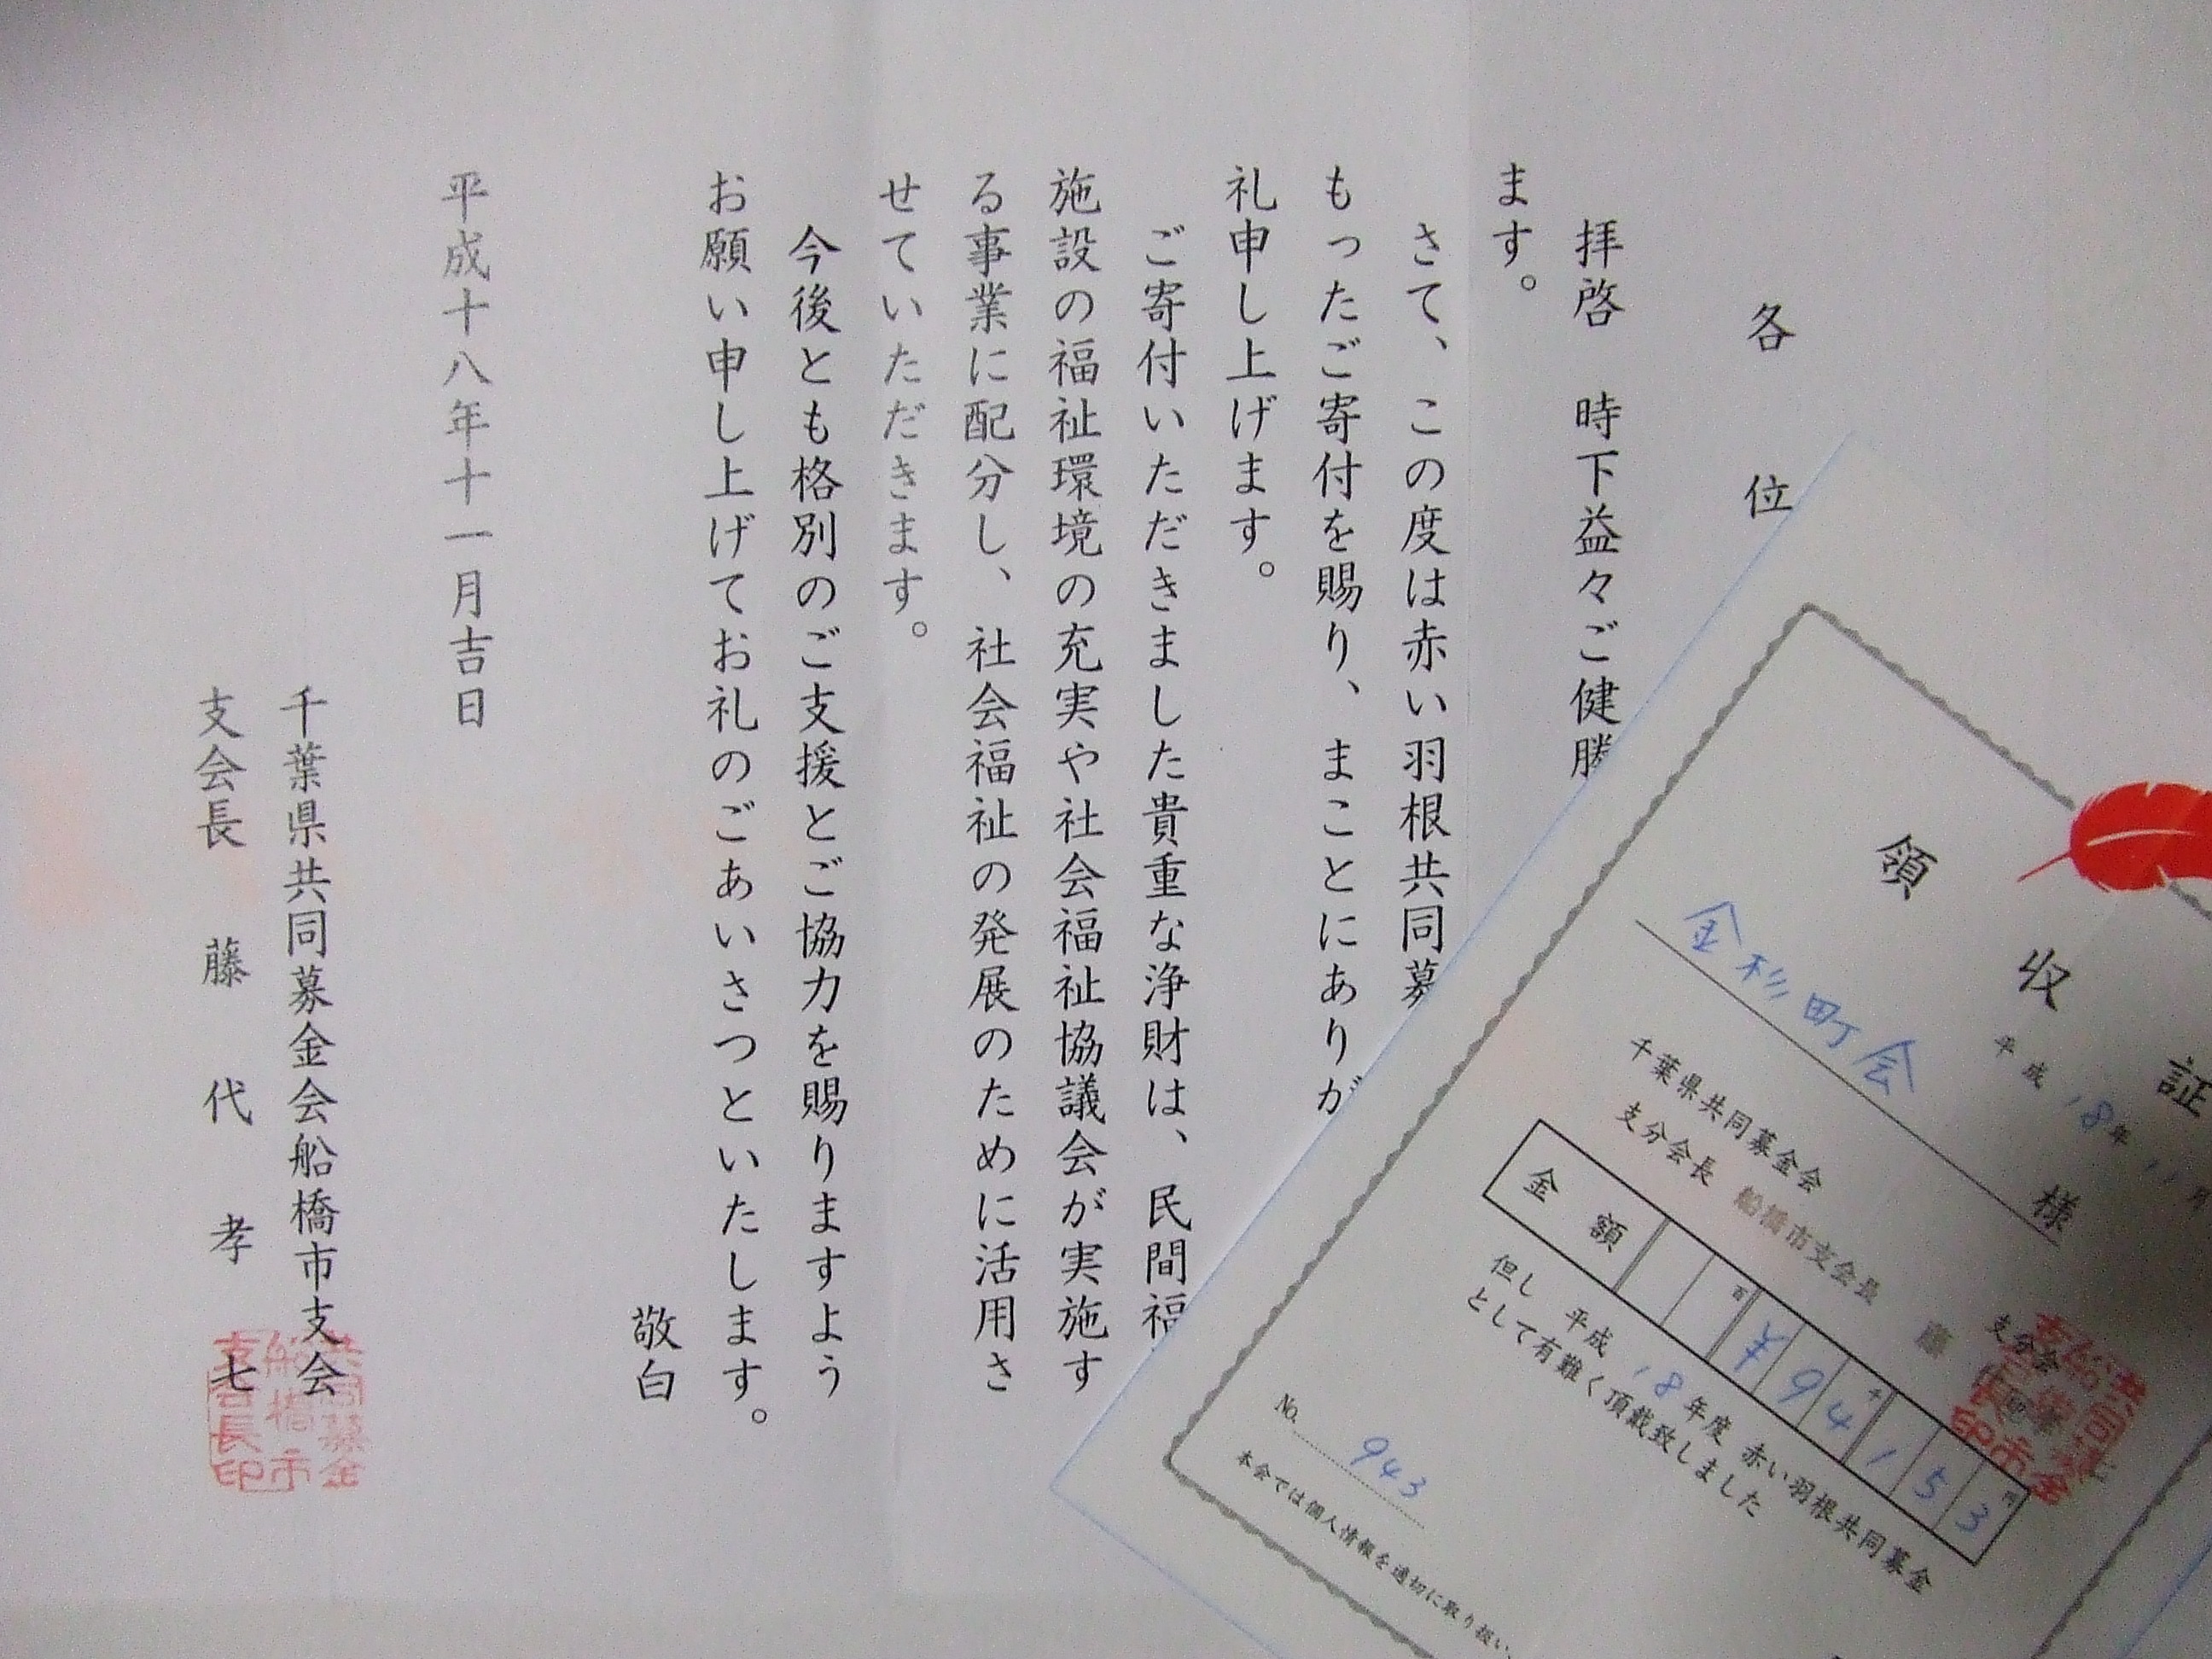 各位
拝啓　時下益々ご健勝
ます。
さて、この度は赤い羽根共同募
もったご寄付を賜り、まことにありが
礼申し上げます。
ご寄付いただきました貴重な浄財は、民間福
施設の福祉環境の充実や社会福祉協議会が実施す
る事業に配分し、社会福祉の発展のために活用さ
せていただきます。
今後とも格別のご支援とご協力を賜りますよう
お願い申し上げてお礼のごあいさつといたします。
敬白
平成十八年十一月吉日
千葉県共同募金会船橋市支会
支会長　藤代孝七
共同募金
船橋市
支会長印
領収証
平成18年11月
金杉町会　様
千葉県共同募金会
支分会長　船橋市支会長　藤
支分会
金額　百　千　円
¥94153
但し　平成18年度　赤い羽根共同募金
として有難く頂戴致しました
No. 943
本会では個人情報を適切に取り扱い